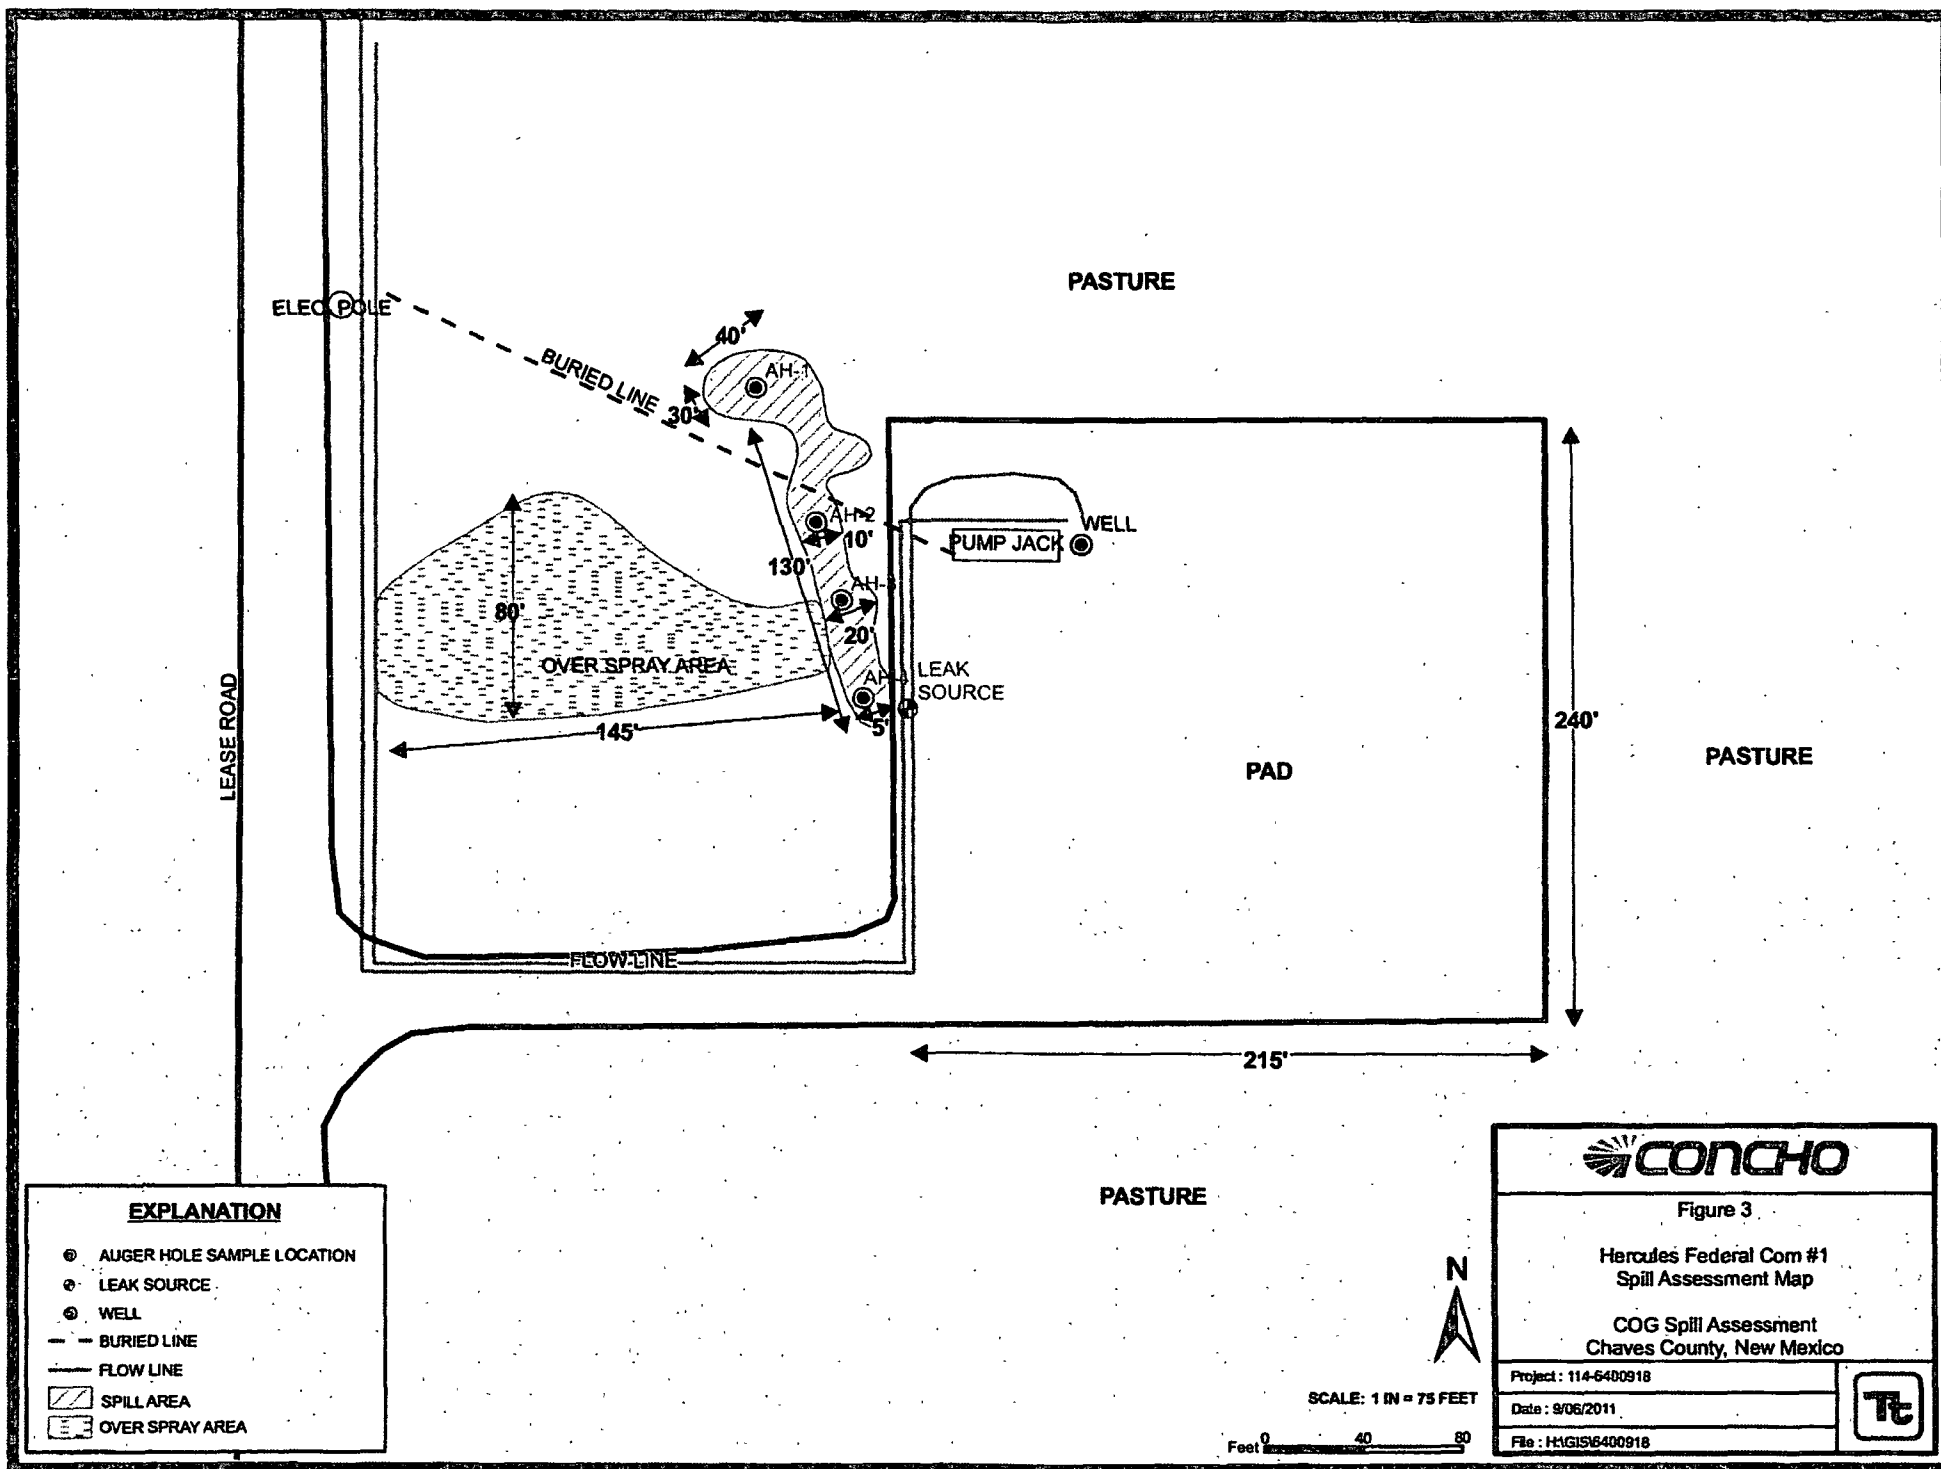 PASTURE
ELEC. POLE
40'
BURIED LINE
AH-1
30'
AH-2
10'
WELL
PUMP JACK
130'
AH-3
80'
20'
OVER SPRAY AREA
LEAK
SOURCE
5'
145'
LEASE ROAD
240'
PASTURE
PAD
FLOW LINE
215'
PASTURE
EXPLANATION
AUGER HOLE SAMPLE LOCATION
LEAK SOURCE
WELL
BURIED LINE
FLOW LINE
SPILL AREA
OVER SPRAY AREA
N
SCALE: 1 IN = 75 FEET
Feet 0 40 80
CONCHO
Figure 3
Hercules Federal Com #1
Spill Assessment Map
COG Spill Assessment
Chaves County, New Mexico
Project : 114-6400918
Date : 9/06/2011
File : H:\GIS\6400918
Tt